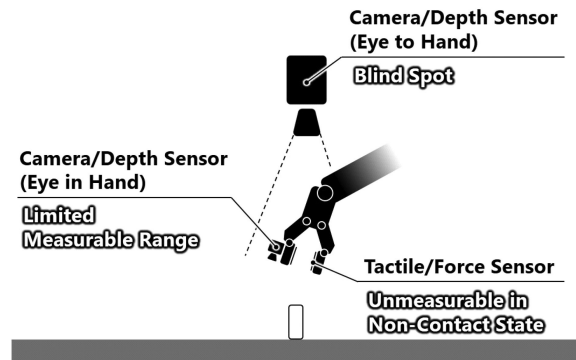 Camera/Depth Sensor
(Eye to Hand)
Blind Spot
Camera/Depth Sensor
(Eye in Hand)
Limited
Measurable Range
Tactile/Force Sensor
Unmeasurable in
Non-Contact State